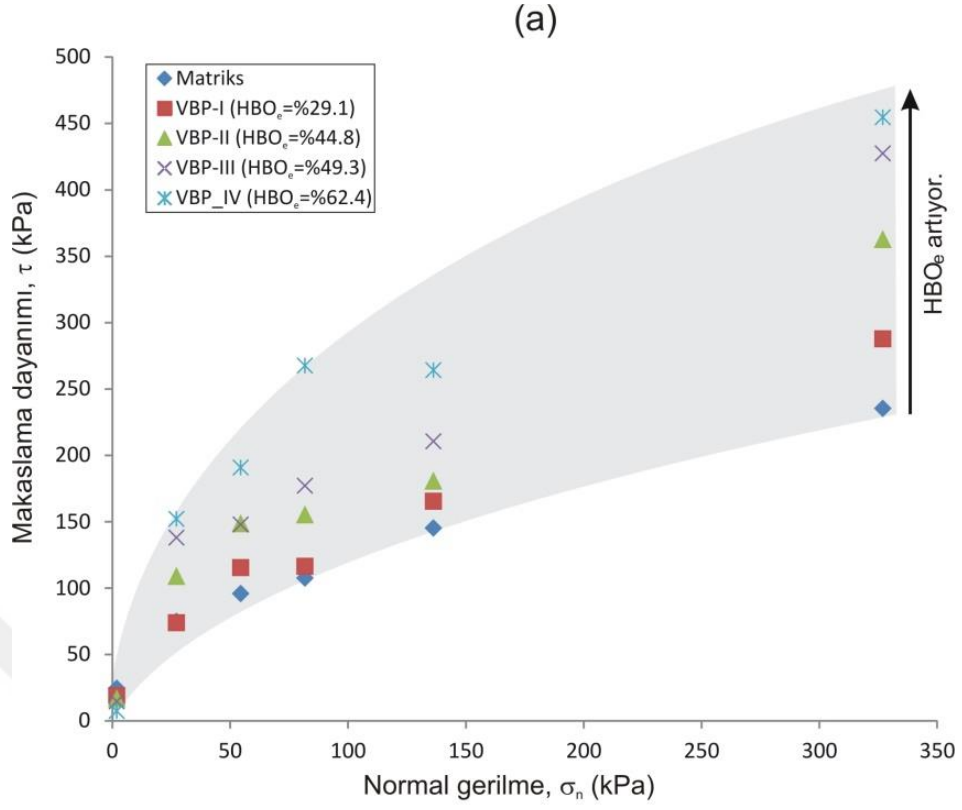 (a)
500
450
400
350
300
250
200
150
100
50
0
Makaslama dayanımı, τ (kPa)
Matriks
VBP-I (HBOₑ=%29.1)
VBP-II (HBOₑ=%44.8)
VBP-III (HBOₑ=%49.3)
VBP_IV (HBOₑ=%62.4)
HBOₑ artıyor.
0 50 100 150 200 250 300 350
Normal gerilme, σₙ (kPa)